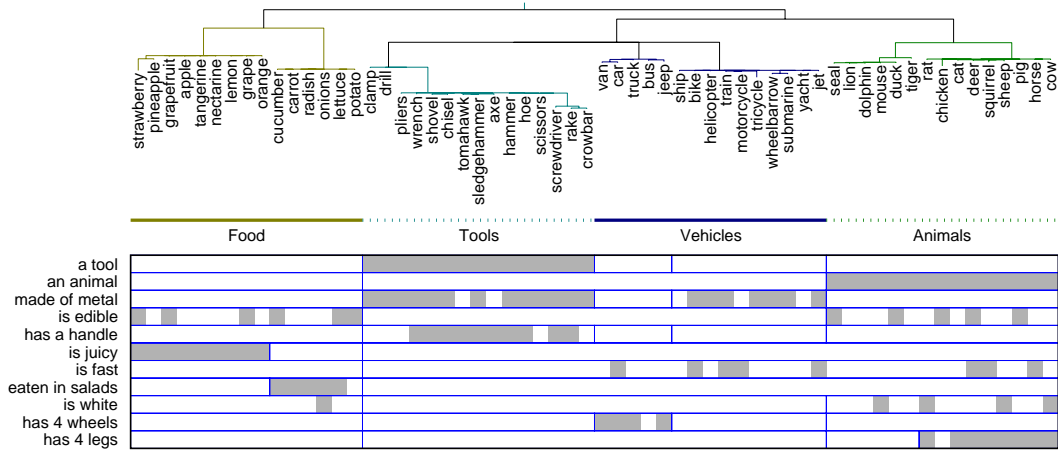 strawberry
pineapple
grapefruit
apple
tangerine
nectarine
lemon
grape
orange
cucumber
carrot
radish
onions
lettuce
potato
clamp
drill
pliers
wrench
shovel
chisel
tomahawk
sledgehammer
axe
hammer
hoe
scissors
screwdriver
rake
crowbar
van
car
truck
bus
jeep
ship
bike
helicopter
train
motorcycle
tricycle
wheelbarrow
submarine
yacht
jet
seal
lion
dolphin
mouse
duck
tiger
rat
chicken
cat
deer
squirrel
sheep
pig
horse
cow
Food Tools Vehicles Animals
a tool
an animal
made of metal
is edible
has a handle
is juicy
is fast
eaten in salads
is white
has 4 wheels
has 4 legs